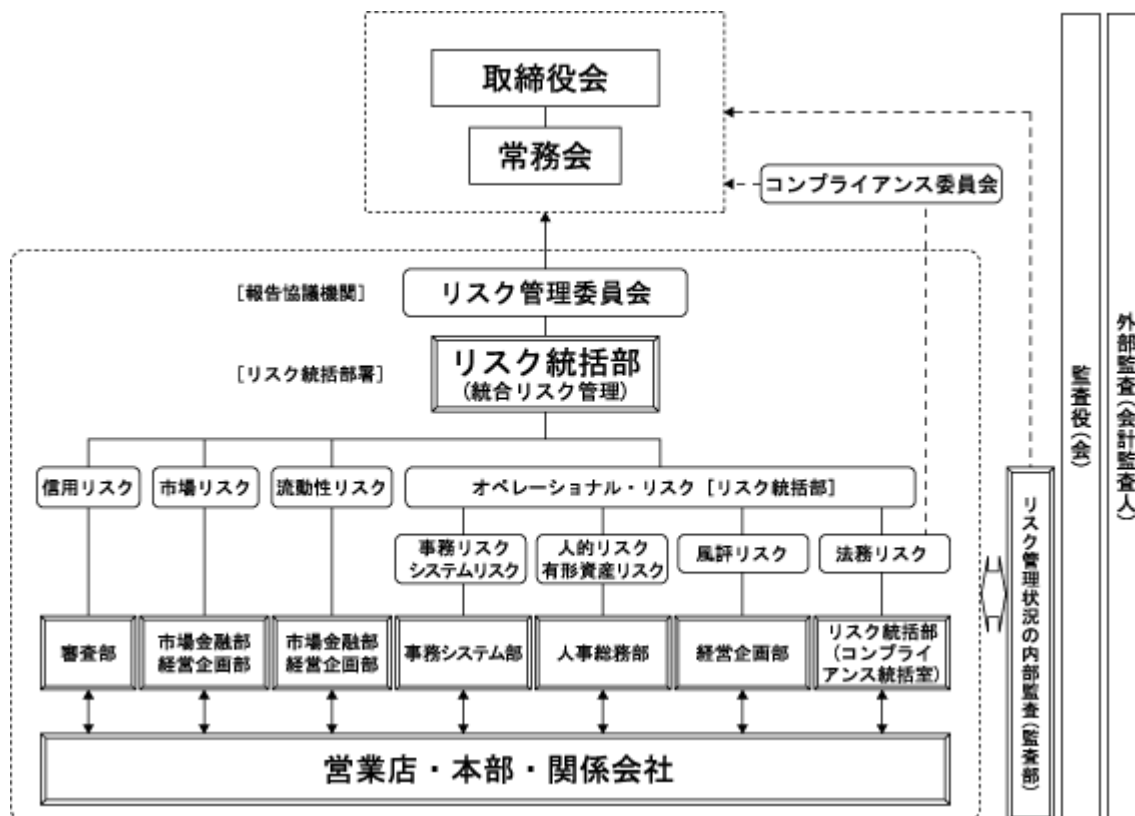 取締役会
常務会
コンプライアンス委員会
［報告協議機関］
リスク管理委員会
［リスク統括部署］
リスク統括部
(統合リスク管理)
信用リスク
市場リスク
流動性リスク
オペレーショナル・リスク［リスク統括部］
事務リスク
システムリスク
人的リスク
有形資産リスク
風評リスク
法務リスク
審査部
市場金融部
経営企画部
市場金融部
経営企画部
事務システム部
人事総務部
経営企画部
リスク統括部
(コンプライ
アンス統括室)
営業店・本部・関係会社
リスク管理状況の内部監査(監査部)
監査役(会)
外部監査(会計監査人)